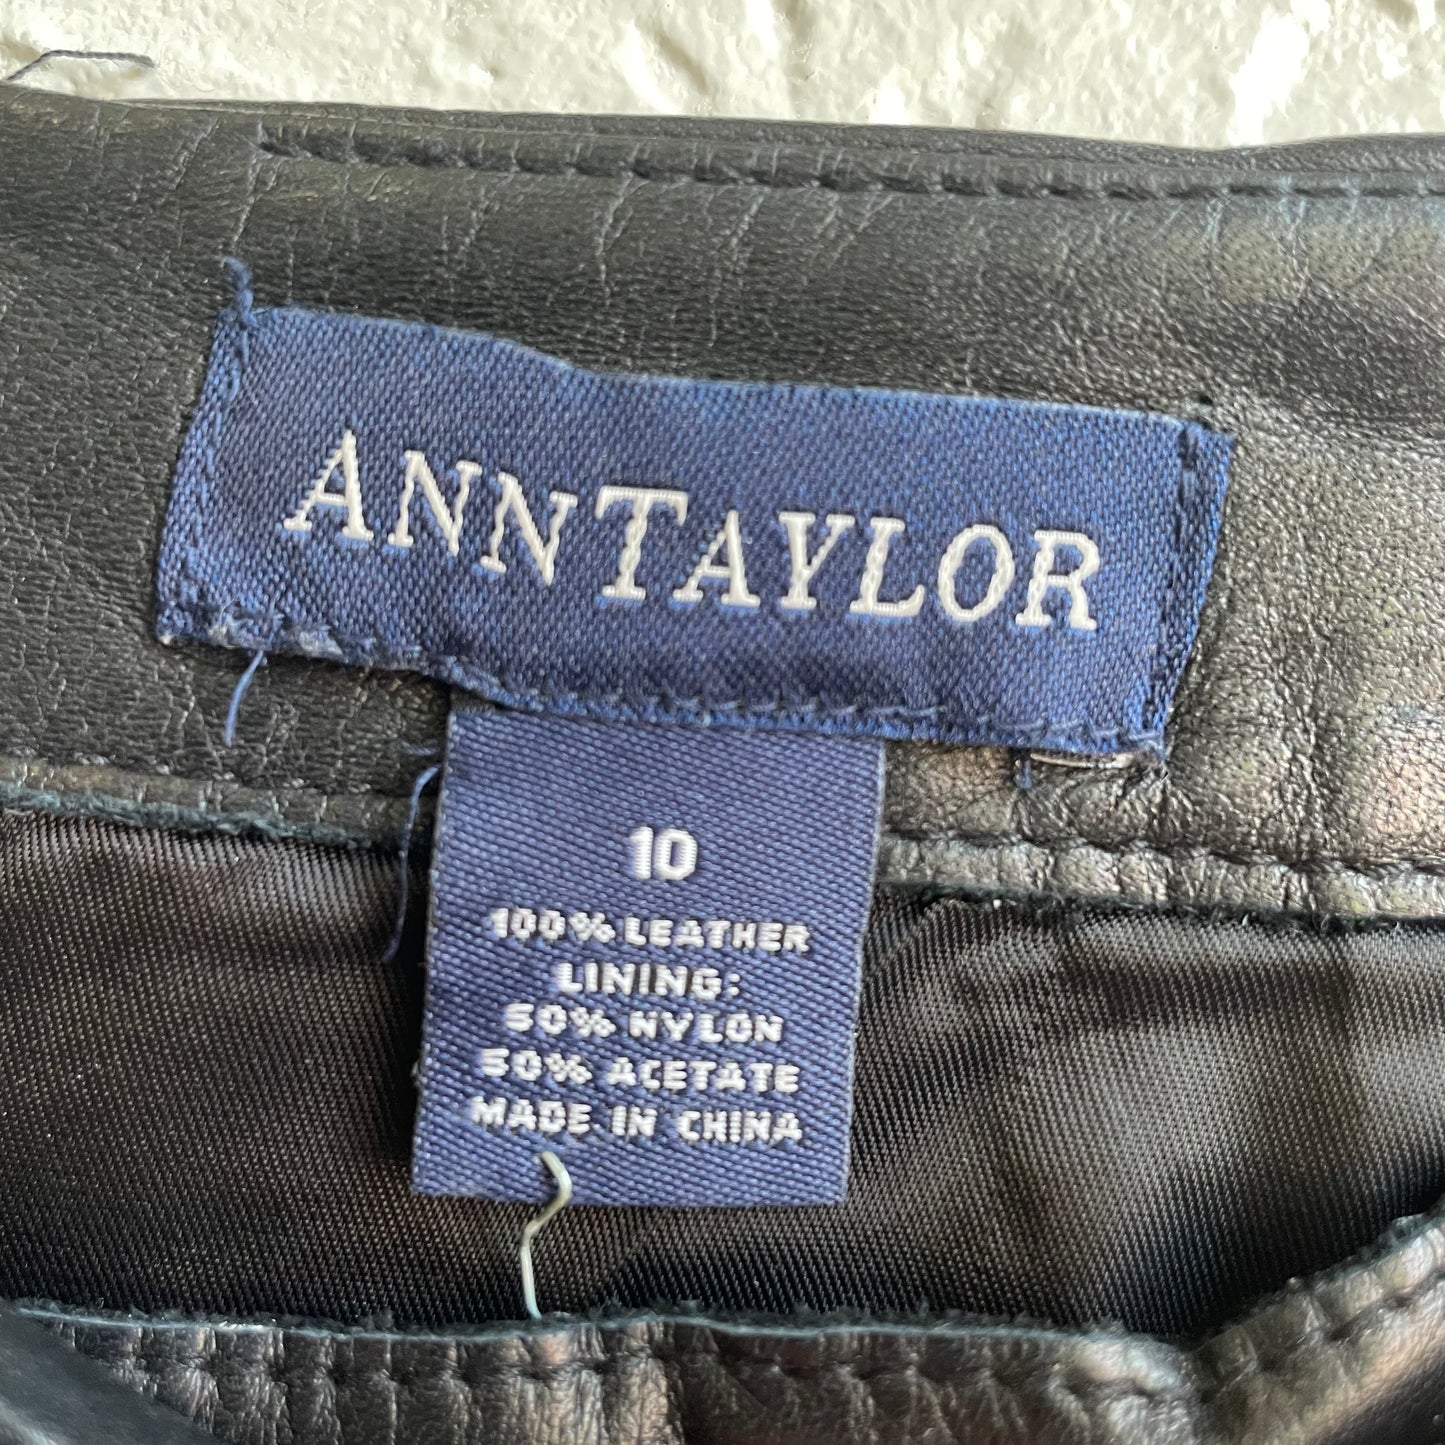 ANNTAYLOR
10
100% LEATHER
LINING:
50% NYLON
50% ACETATE
MADE IN CHINA